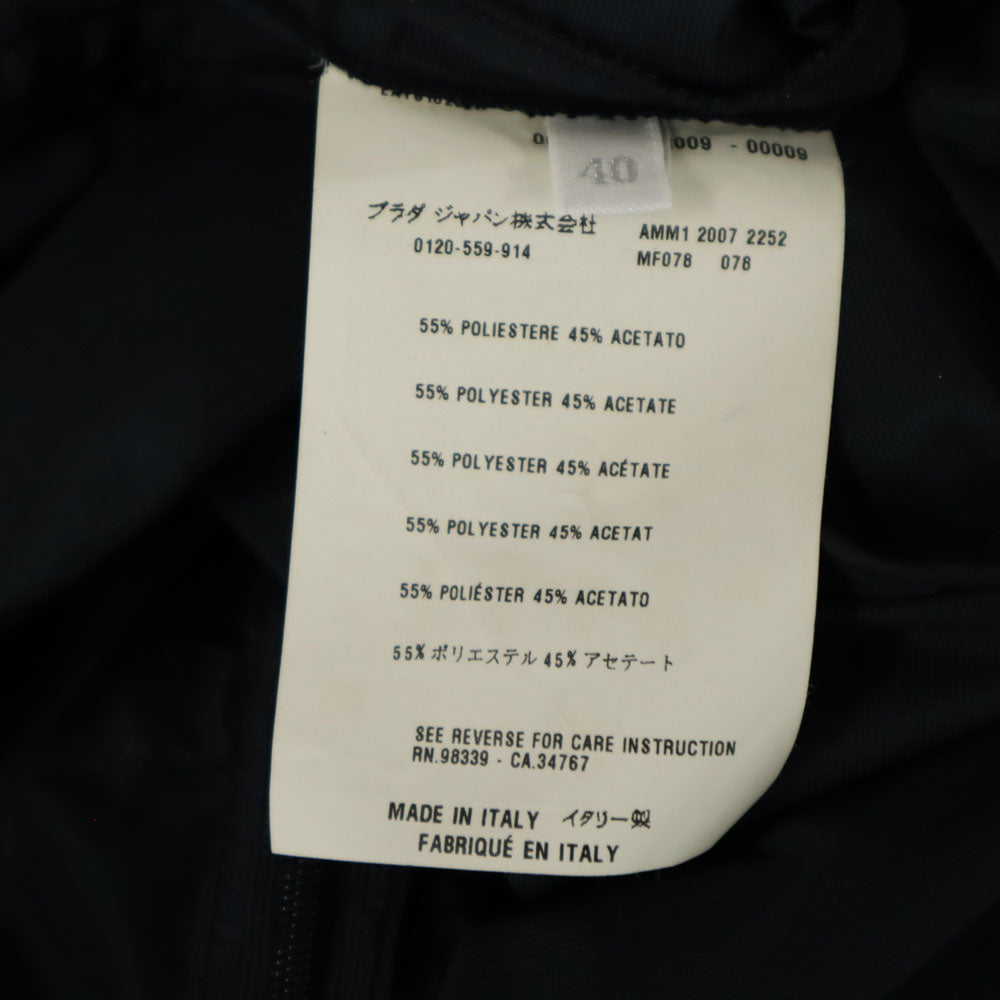 009 - 00009
40
プラダ ジャパン株式会社
0120-559-914
AMM1 2007 2252
MF078 078
55% POLIESTERE 45% ACETATO
55% POLYESTER 45% ACETATE
55% POLYESTER 45% ACÉTATE
55% POLYESTER 45% ACETAT
55% POLIÉSTER 45% ACETATO
55% ポリエステル 45% アセテート
SEE REVERSE FOR CARE INSTRUCTION
RN.98339 - CA.34767
MADE IN ITALY イタリー製
FABRIQUÉ EN ITALY